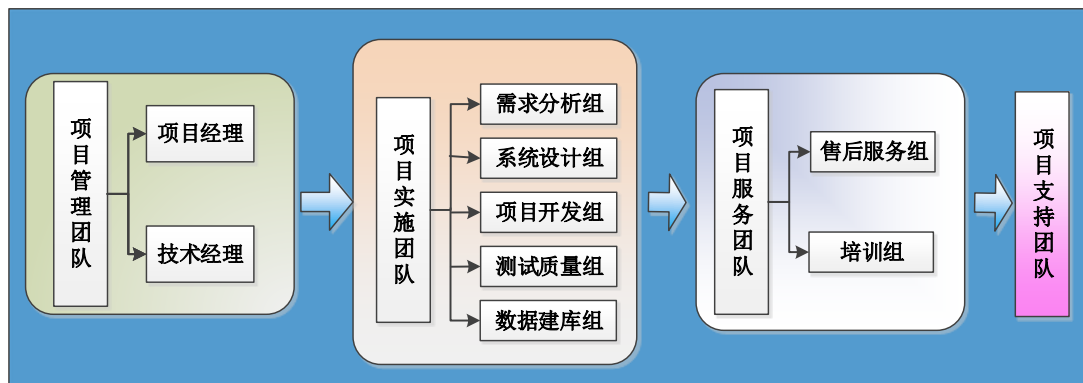 项目管理团队
项目经理
技术经理
项目实施团队
需求分析组
系统设计组
项目开发组
测试质量组
数据建库组
项目服务团队
售后服务组
培训组
项目支持团队